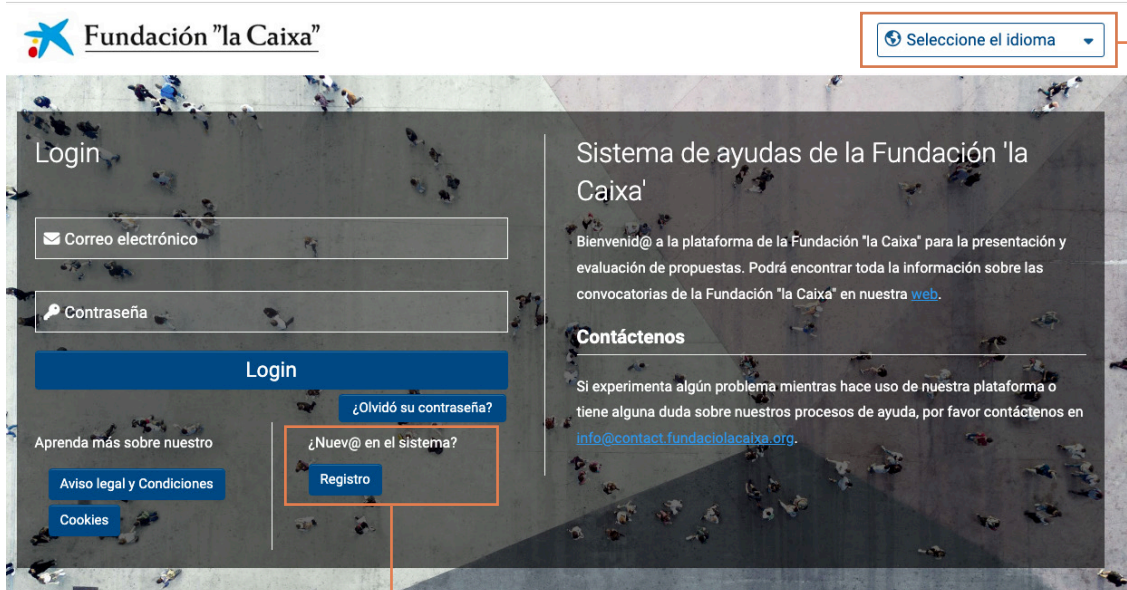 Fundación "la Caixa"
Seleccione el idioma
Login
Correo electrónico
Contraseña
Login
¿Olvidó su contraseña?
Aprenda más sobre nuestro
Aviso legal y Condiciones
Cookies
¿Nuev@ en el sistema?
Registro
Sistema de ayudas de la Fundación 'la
Caixa'
Bienvenid@ a la plataforma de la Fundación "la Caixa" para la presentación y
evaluación de propuestas. Podrá encontrar toda la información sobre las
convocatorias de la Fundación "la Caixa" en nuestra web.
Contáctenos
Si experimenta algún problema mientras hace uso de nuestra plataforma o
tiene alguna duda sobre nuestros procesos de ayuda, por favor contáctenos en
info@contact.fundaciolacaixa.org.